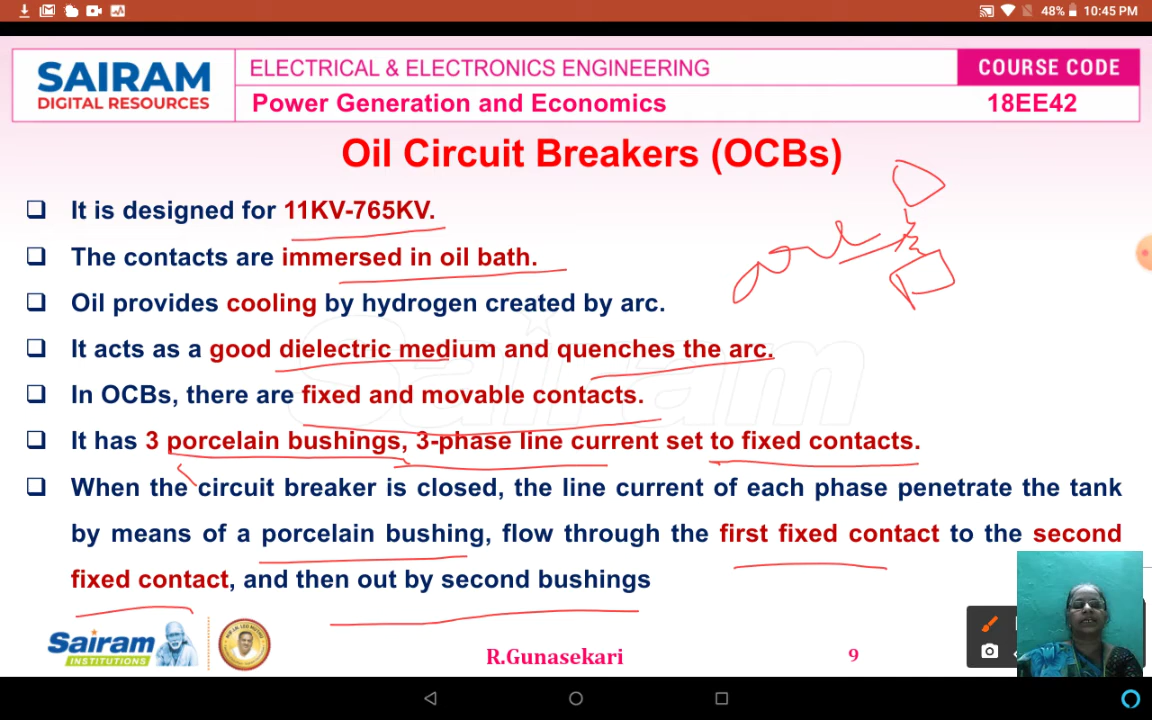 48% 10:45 PM
SAIRAM
DIGITAL RESOURCES
ELECTRICAL & ELECTRONICS ENGINEERING
Power Generation and Economics
COURSE CODE
18EE42
Oil Circuit Breakers (OCBs)
❑ It is designed for 11KV-765KV.
❑ The contacts are immersed in oil bath.
❑ Oil provides cooling by hydrogen created by arc.
❑ It acts as a good dielectric medium and quenches the arc.
❑ In OCBs, there are fixed and movable contacts.
❑ It has 3 porcelain bushings, 3-phase line current set to fixed contacts.
❑ When the circuit breaker is closed, the line current of each phase penetrate the tank
by means of a porcelain bushing, flow through the first fixed contact to the second
fixed contact, and then out by second bushings
Sairam
Sairam
INSTITUTIONS
R.Gunasekari
9